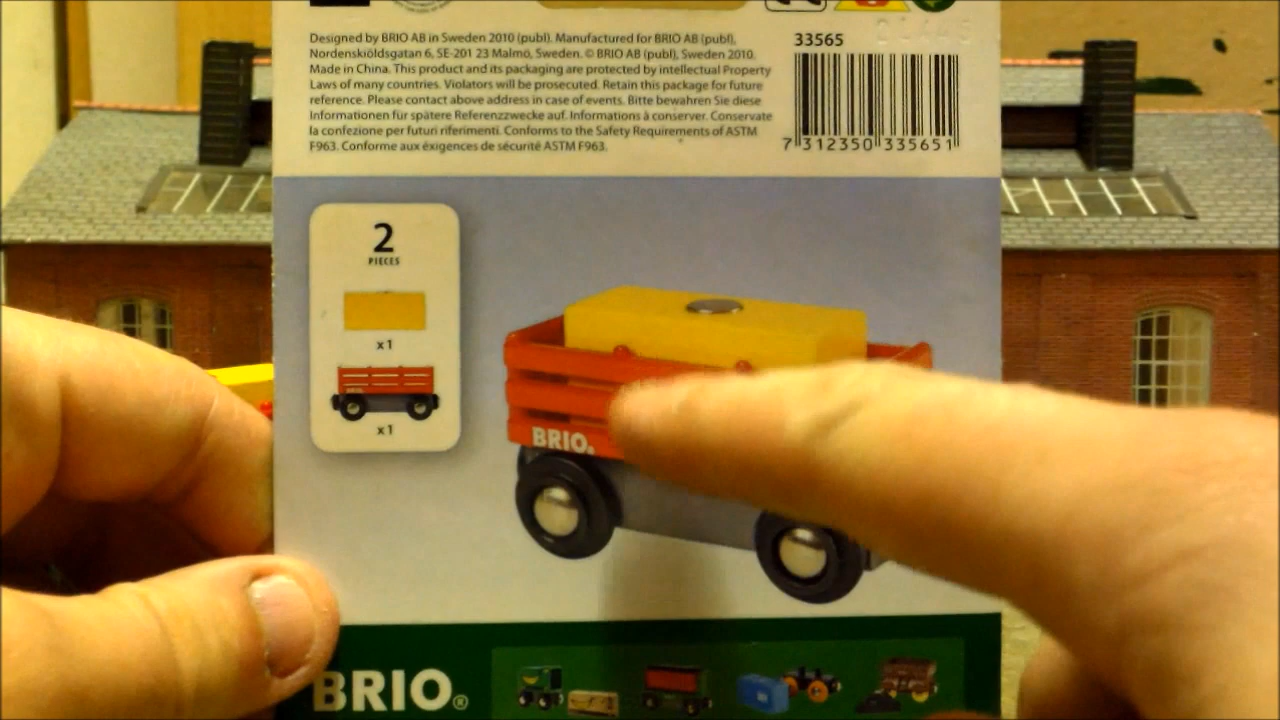 Designed by BRIO AB in Sweden 2010 (publ). Manufactured for BRIO AB (publ),
Nordenskiöldsgatan 6, SE-201 23 Malmö, Sweden. © BRIO AB (publ), Sweden 2010.
Made in China. This product and its packaging are protected by intellectual Property
Laws of many countries. Violators will be prosecuted. Retain this package for future
reference. Please contact above address in case of events. Bitte bewahren Sie diese
Informationen für spätere Referenzzwecke auf. Informations à conserver. Conservate
la confezione per futuri riferimenti. Conforms to the Safety Requirements of ASTM
F963. Conforme aux éxigences de sécurité ASTM F963.
33565
7 312350 335651
2
PIECES
x1
BRIO
x1
BRIO®
BRIO®